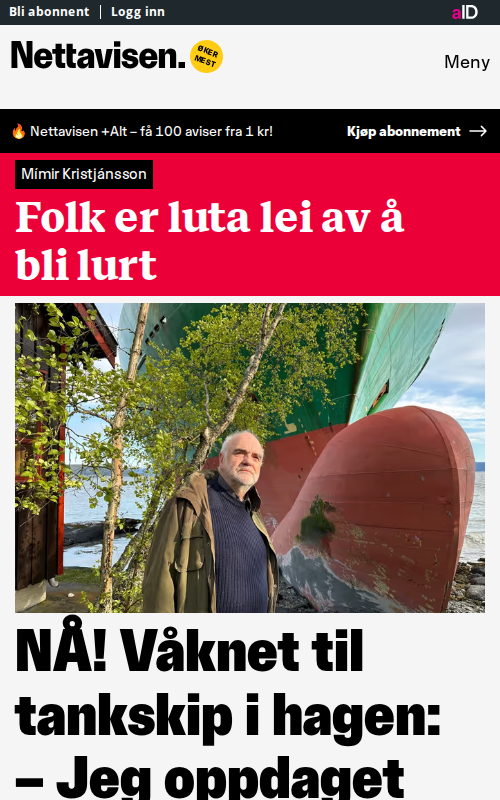 Bli abonnent
Logg inn
aID
Nettavisen.
ØKER
MEST
Meny
🔥 Nettavisen +Alt – få 100 aviser fra 1 kr!
Kjøp abonnement →
Mímir Kristjánsson
Folk er luta lei av å
bli lurt
NÅ! Våknet til
tankskip i hagen:
– Jeg oppdaget